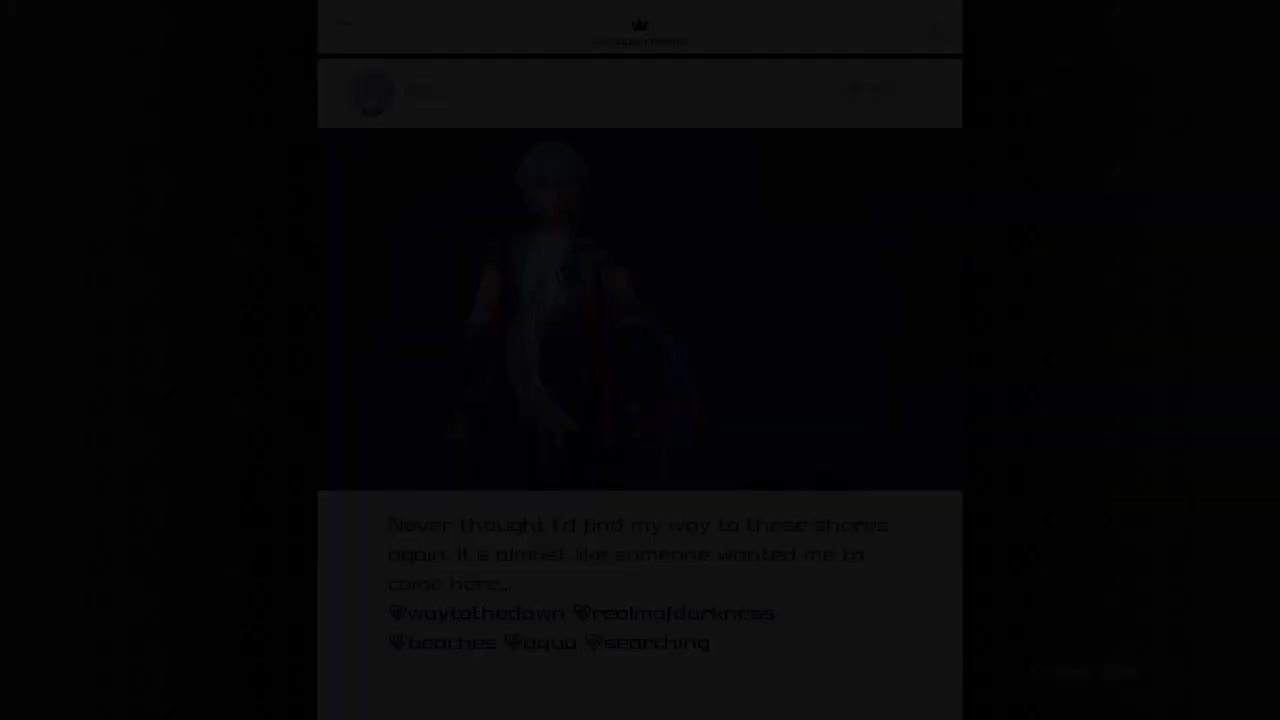 Never thought I'd find my way to these shores
again. It is almost like someone wanted me to
come here..
waytothedawn realmofdarkness
beaches aqua searching